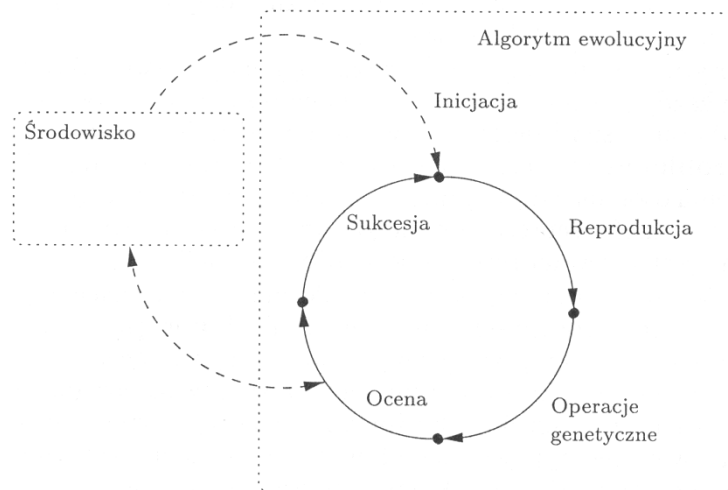 Algorytm ewolucyjny
Inicjacja
Środowisko
Sukcesja
Reprodukcja
Ocena
Operacje
genetyczne